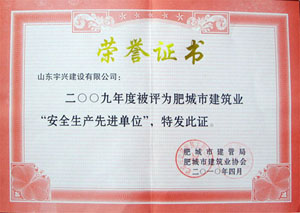 荣誉证书
山东宇兴建设有限公司：
二〇〇九年度被评为肥城市建筑业
“安全生产先进单位”，特发此证。
肥城市建管局
肥城市建筑业协会
二〇一〇年四月